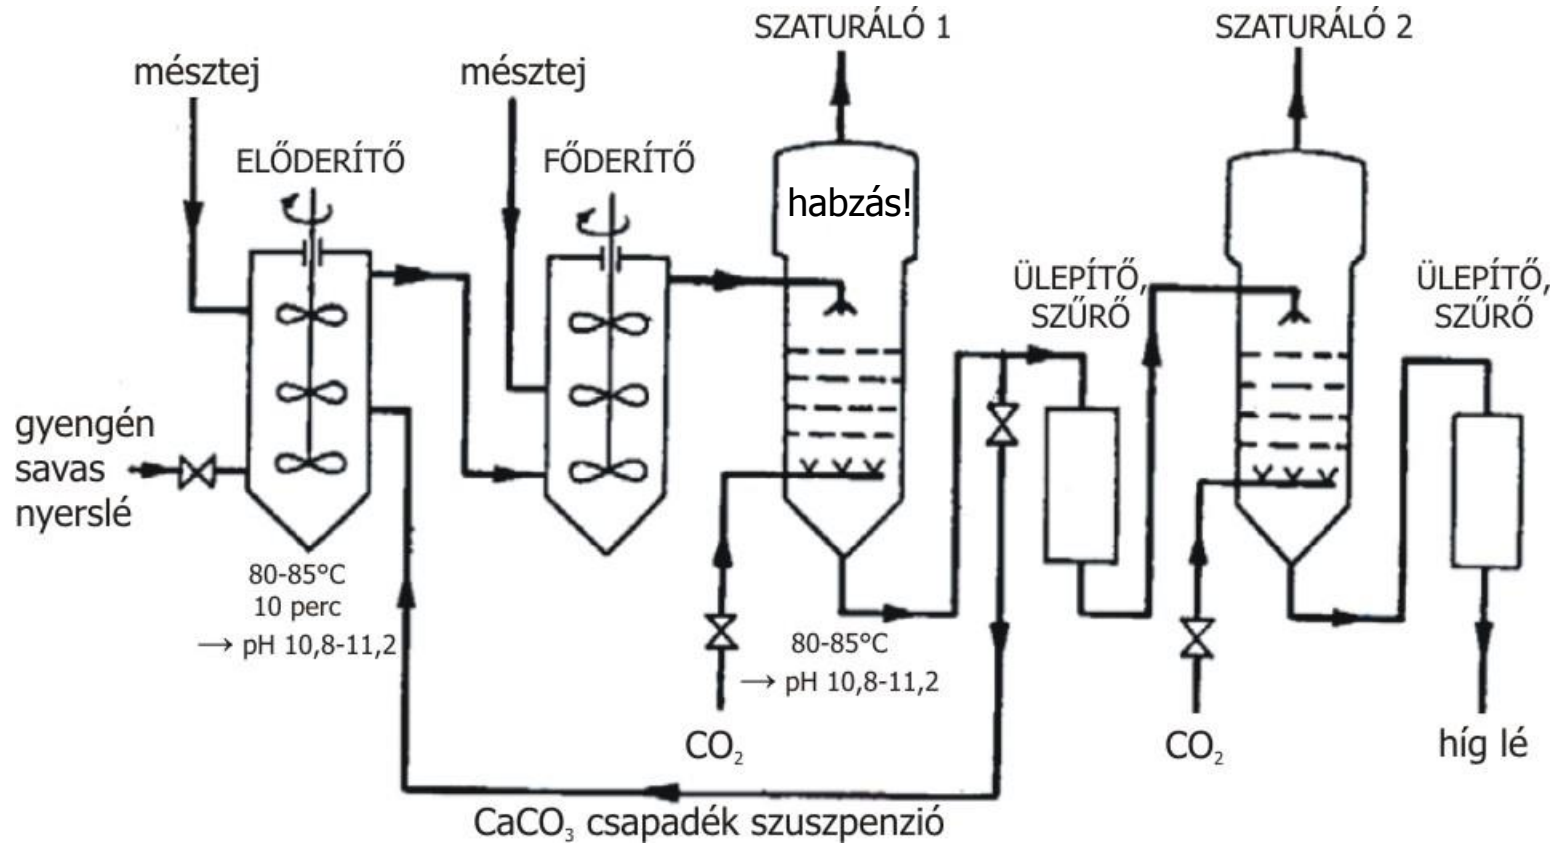 SZATURÁLÓ 1
SZATURÁLÓ 2
mésztej
mésztej
ELŐDERÍTŐ
FŐDERÍTŐ
habzás!
ÜLEPÍTŐ,
SZŰRŐ
ÜLEPÍTŐ,
SZŰRŐ
gyengén
savas
nyerslé
80-85°C
10 perc
→ pH 10,8-11,2
80-85°C
→ pH 10,8-11,2
CO₂
CO₂
híg lé
CaCO₃ csapadék szuszpenzió